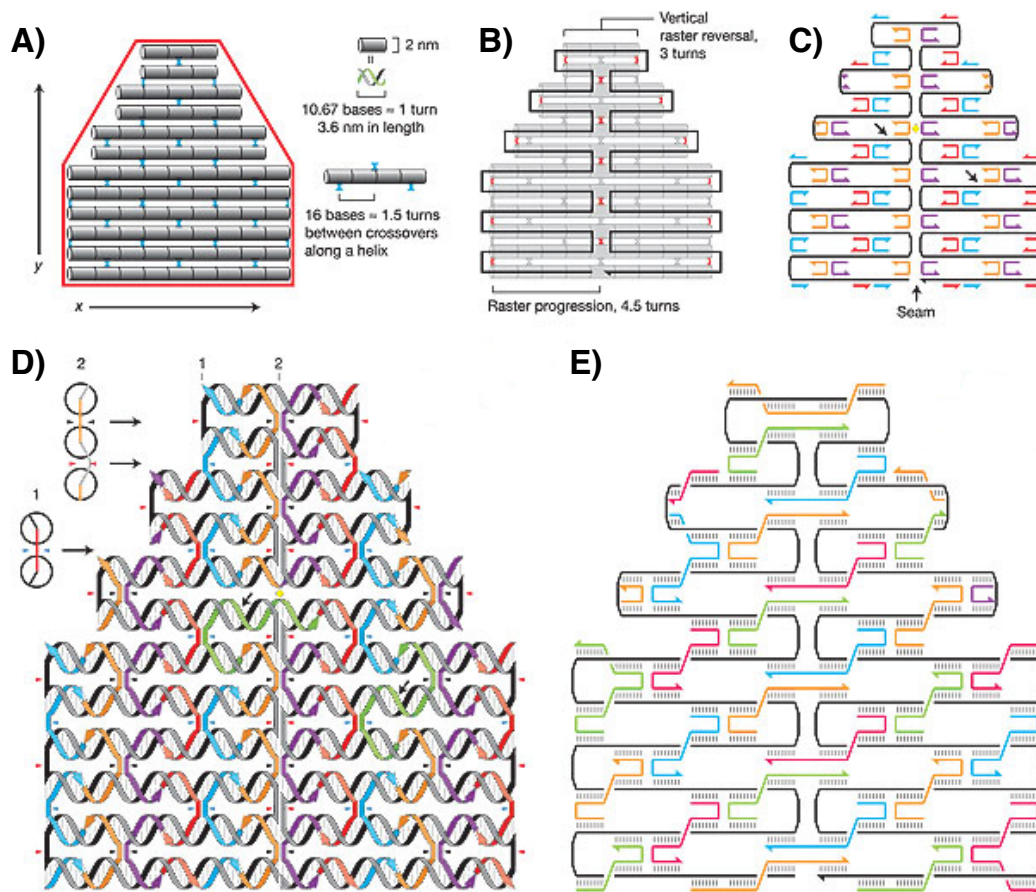 A)
2 nm
=
10.67 bases = 1 turn
3.6 nm in length
16 bases = 1.5 turns
between crossovers
along a helix
y
x
B)
Vertical
raster reversal,
3 turns
Raster progression, 4.5 turns
C)
Seam
D)
2
1
1
2
E)